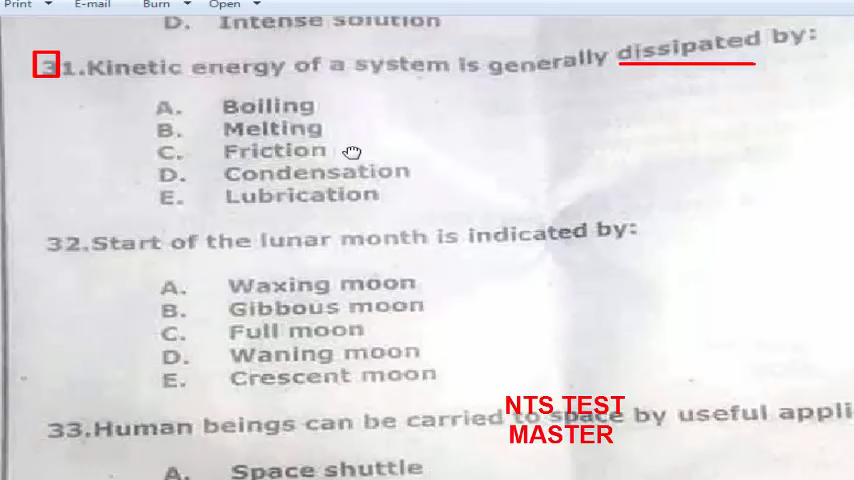 Print E-mail Burn Open
D. Intense solution
31.Kinetic energy of a system is generally dissipated by:
A. Boiling
B. Melting
C. Friction
D. Condensation
E. Lubrication
32.Start of the lunar month is indicated by:
A. Waxing moon
B. Gibbous moon
C. Full moon
D. Waning moon
E. Crescent moon
33.Human beings can be carried to space by useful appli
NTS TEST
MASTER
A. Space shuttle